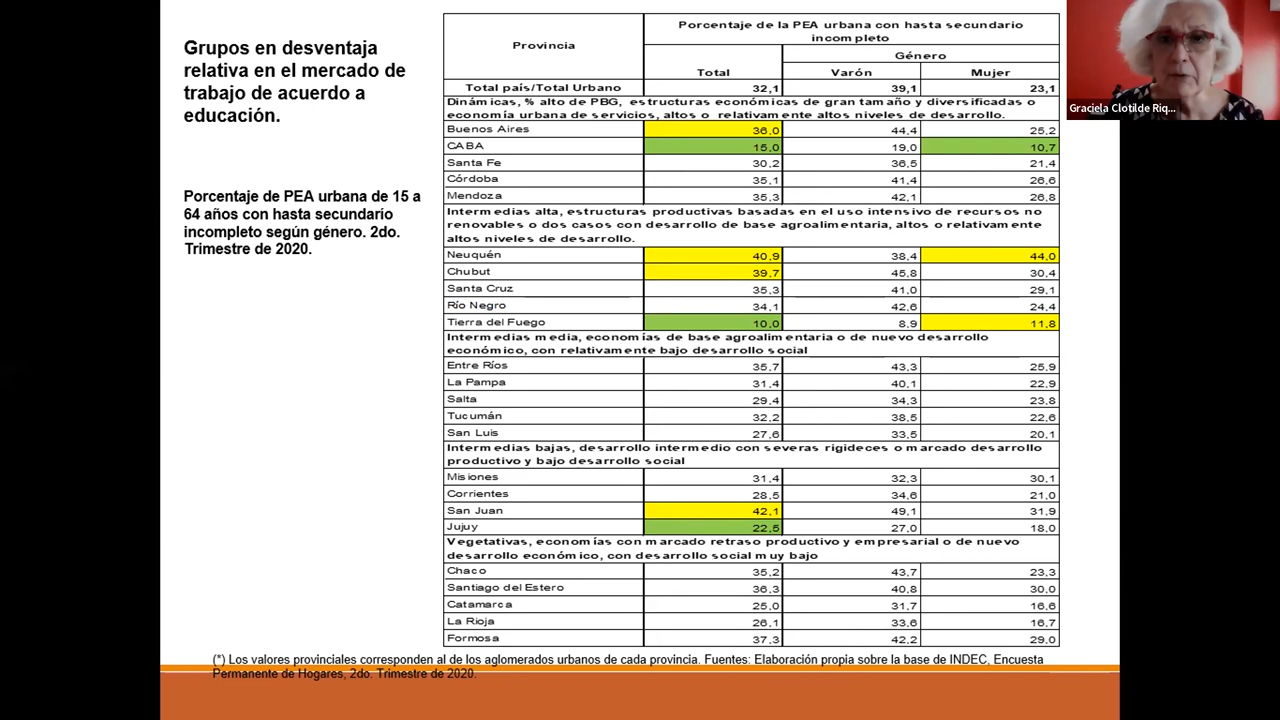 Grupos en desventaja
relativa en el mercado de
trabajo de acuerdo a
educación.
Porcentaje de PEA urbana de 15 a
64 años con hasta secundario
incompleto según género. 2do.
Trimestre de 2020.
Provincia
Porcentaje de la PEA urbana con hasta secundario
incompleto
Género
Total Varón Mujer
Total país/Total Urbano 32,1 39,1 23,1
Dinámicas, % alto de PBG, estructuras económicas de gran tamaño y diversificadas o
economía urbana de servicios, altos o relativamente altos niveles de desarrollo.
Buenos Aires 36,0 44,4 25,2
CABA 15,0 19,0 10,7
Santa Fe 30,2 36,5 21,4
Córdoba 35,1 41,4 26,6
Mendoza 35,3 42,1 26,8
Intermedias alta, estructuras productivas basadas en el uso intensivo de recursos no
renovables o dos casos con desarrollo de base agroalimentaria, altos o relativamente
altos niveles de desarrollo.
Neuquén 40,9 38,4 44,0
Chubut 39,7 45,8 30,4
Santa Cruz 35,3 41,0 29,1
Río Negro 34,1 42,6 24,4
Tierra del Fuego 10,0 8,9 11,8
Intermedias media, economías de base agroalimentaria o de nuevo desarrollo
económico, con relativamente bajo desarrollo social
Entre Ríos 35,7 43,3 25,9
La Pampa 31,4 40,1 22,9
Salta 29,4 34,3 23,8
Tucumán 32,2 38,5 22,6
San Luis 27,6 33,5 20,1
Intermedias bajas, desarrollo intermedio con severas rigideces o marcado desarrollo
productivo y bajo desarrollo social
Misiones 31,4 32,3 30,1
Corrientes 28,5 34,6 21,0
San Juan 42,1 49,1 31,9
Jujuy 22,5 27,0 18,0
Vegetativas, economías con marcado retraso productivo y empresarial o de nuevo
desarrollo económico, con desarrollo social muy bajo
Chaco 35,2 43,7 23,3
Santiago del Estero 36,3 40,8 30,0
Catamarca 25,0 31,7 16,6
La Rioja 26,1 33,6 16,7
Formosa 37,3 42,2 29,0
(*) Los valores provinciales corresponden al de los aglomerados urbanos de cada provincia. Fuentes: Elaboración propia sobre la base de INDEC, Encuesta
Permanente de Hogares, 2do. Trimestre de 2020.
Graciela Clotilde Riq...